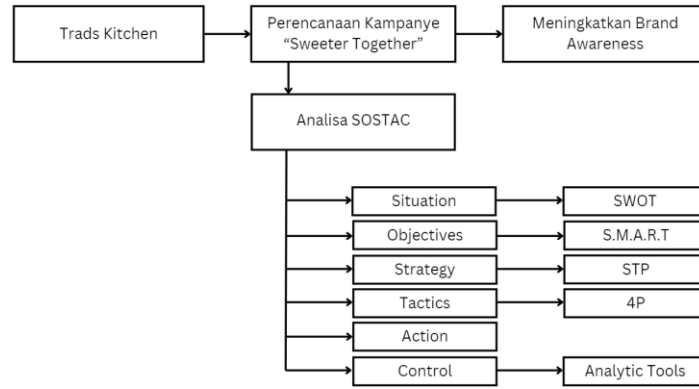 Trads Kitchen
Perencanaan Kampanye
“Sweeter Together”
Meningkatkan Brand
Awareness
Analisa SOSTAC
Situation
SWOT
Objectives
S.M.A.R.T
Strategy
STP
Tactics
4P
Action
Control
Analytic Tools